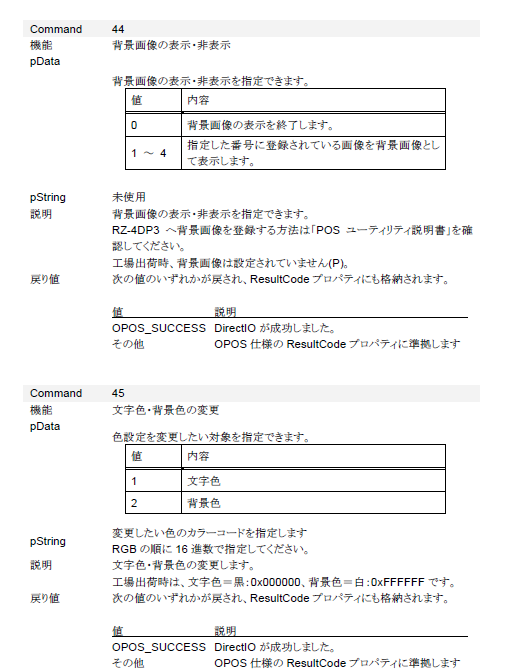 Command 44
機能 背景画像の表示・非表示
pData
背景画像の表示・非表示を指定できます。
値 内容
0 背景画像の表示を終了します。
1 ～ 4 指定した番号に登録されている画像を背景画像とし
て表示します。
pString 未使用
説明 背景画像の表示・非表示を指定できます。
RZ-4DP3 へ背景画像を登録する方法は「POS ユーティリティ説明書」を確
認してください。
工場出荷時、背景画像は設定されていません(P)。
戻り値 次の値のいずれかが戻され、ResultCode プロパティにも格納されます。
値 説明
OPOS_SUCCESS DirectIO が成功しました。
その他 OPOS 仕様の ResultCode プロパティに準拠します
Command 45
機能 文字色・背景色の変更
pData
色設定を変更したい対象を指定できます。
値 内容
1 文字色
2 背景色
変更したい色のカラーコードを指定します
pString
RGB の順に 16 進数で指定してください。
説明 文字色・背景色の変更します。
工場出荷時は、文字色＝黒：0x000000、背景色＝白：0xFFFFFF です。
戻り値 次の値のいずれかが戻され、ResultCode プロパティにも格納されます。
値 説明
OPOS_SUCCESS DirectIO が成功しました。
その他 OPOS 仕様の ResultCode プロパティに準拠します